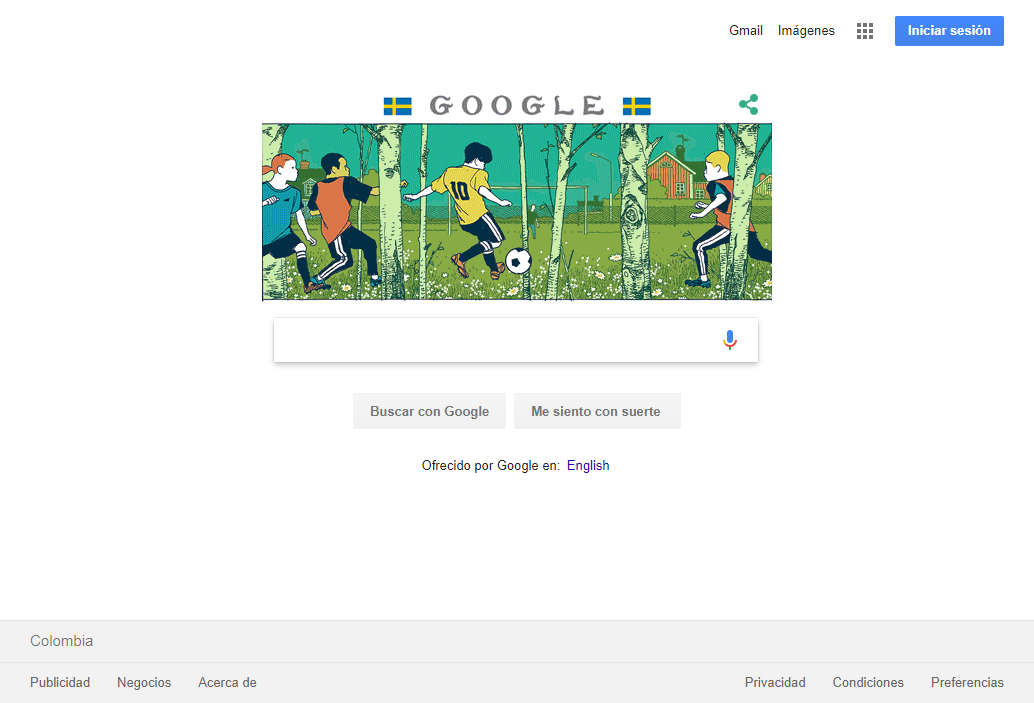 Gmail Imágenes Iniciar sesión
GOOGLE
10
Buscar con Google Me siento con suerte
Ofrecido por Google en: English
Colombia
Publicidad Negocios Acerca de Privacidad Condiciones Preferencias